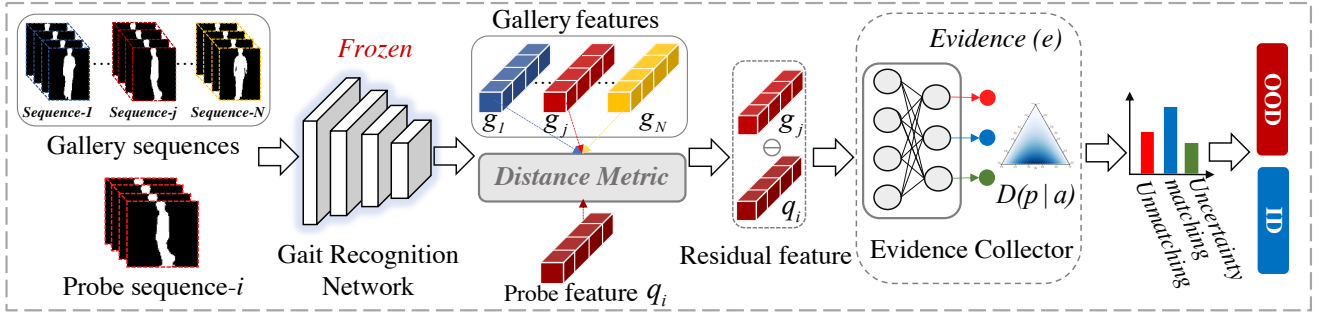 Sequence-1
Sequence-j
Sequence-N
Gallery sequences
Probe sequence-i
Frozen
Gait Recognition
Network
Gallery features
g1
gj
gN
Distance Metric
Probe feature qi
gj
⊖
qi
Residual feature
Evidence (e)
D(p | a)
Evidence Collector
Unmatching
matching
Uncertainty
OOD
ID